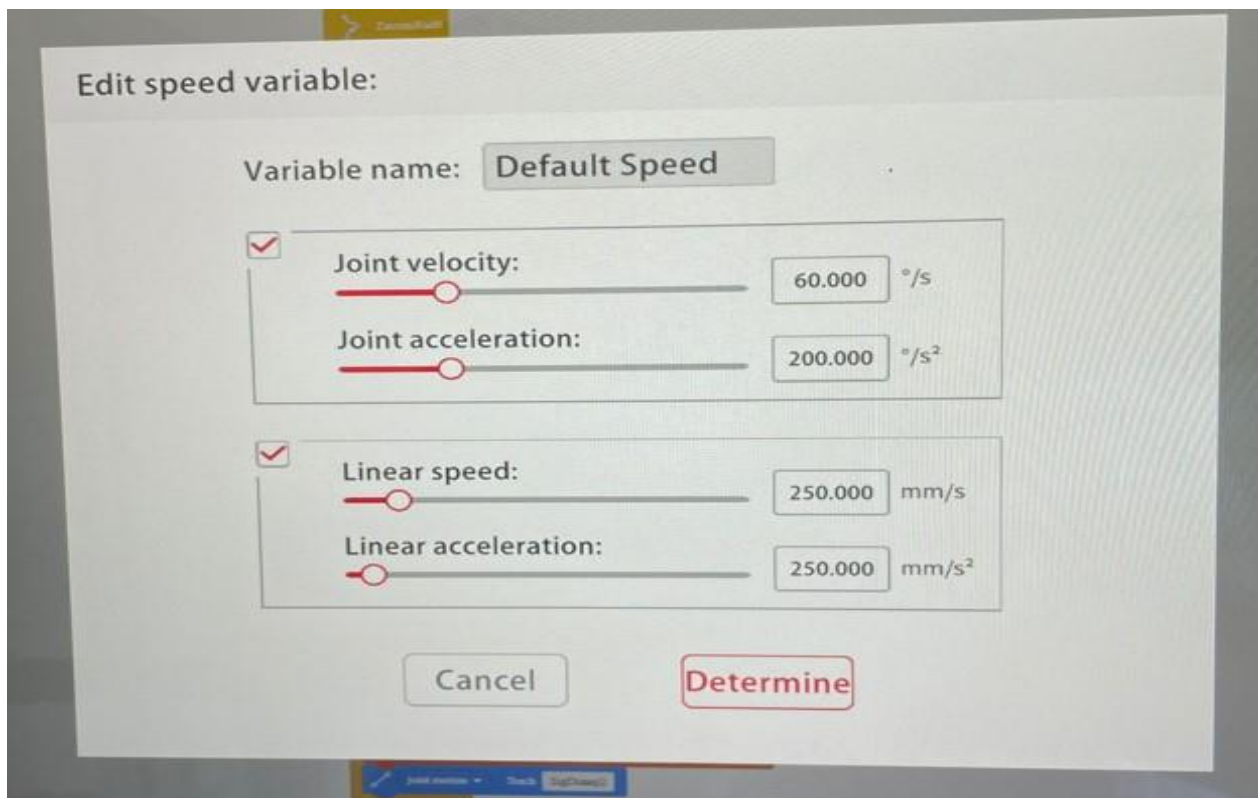 Edit speed variable:
Variable name: Default Speed
Joint velocity: 60.000 °/s
Joint acceleration: 200.000 °/s²
Linear speed: 250.000 mm/s
Linear acceleration: 250.000 mm/s²
Cancel Determine